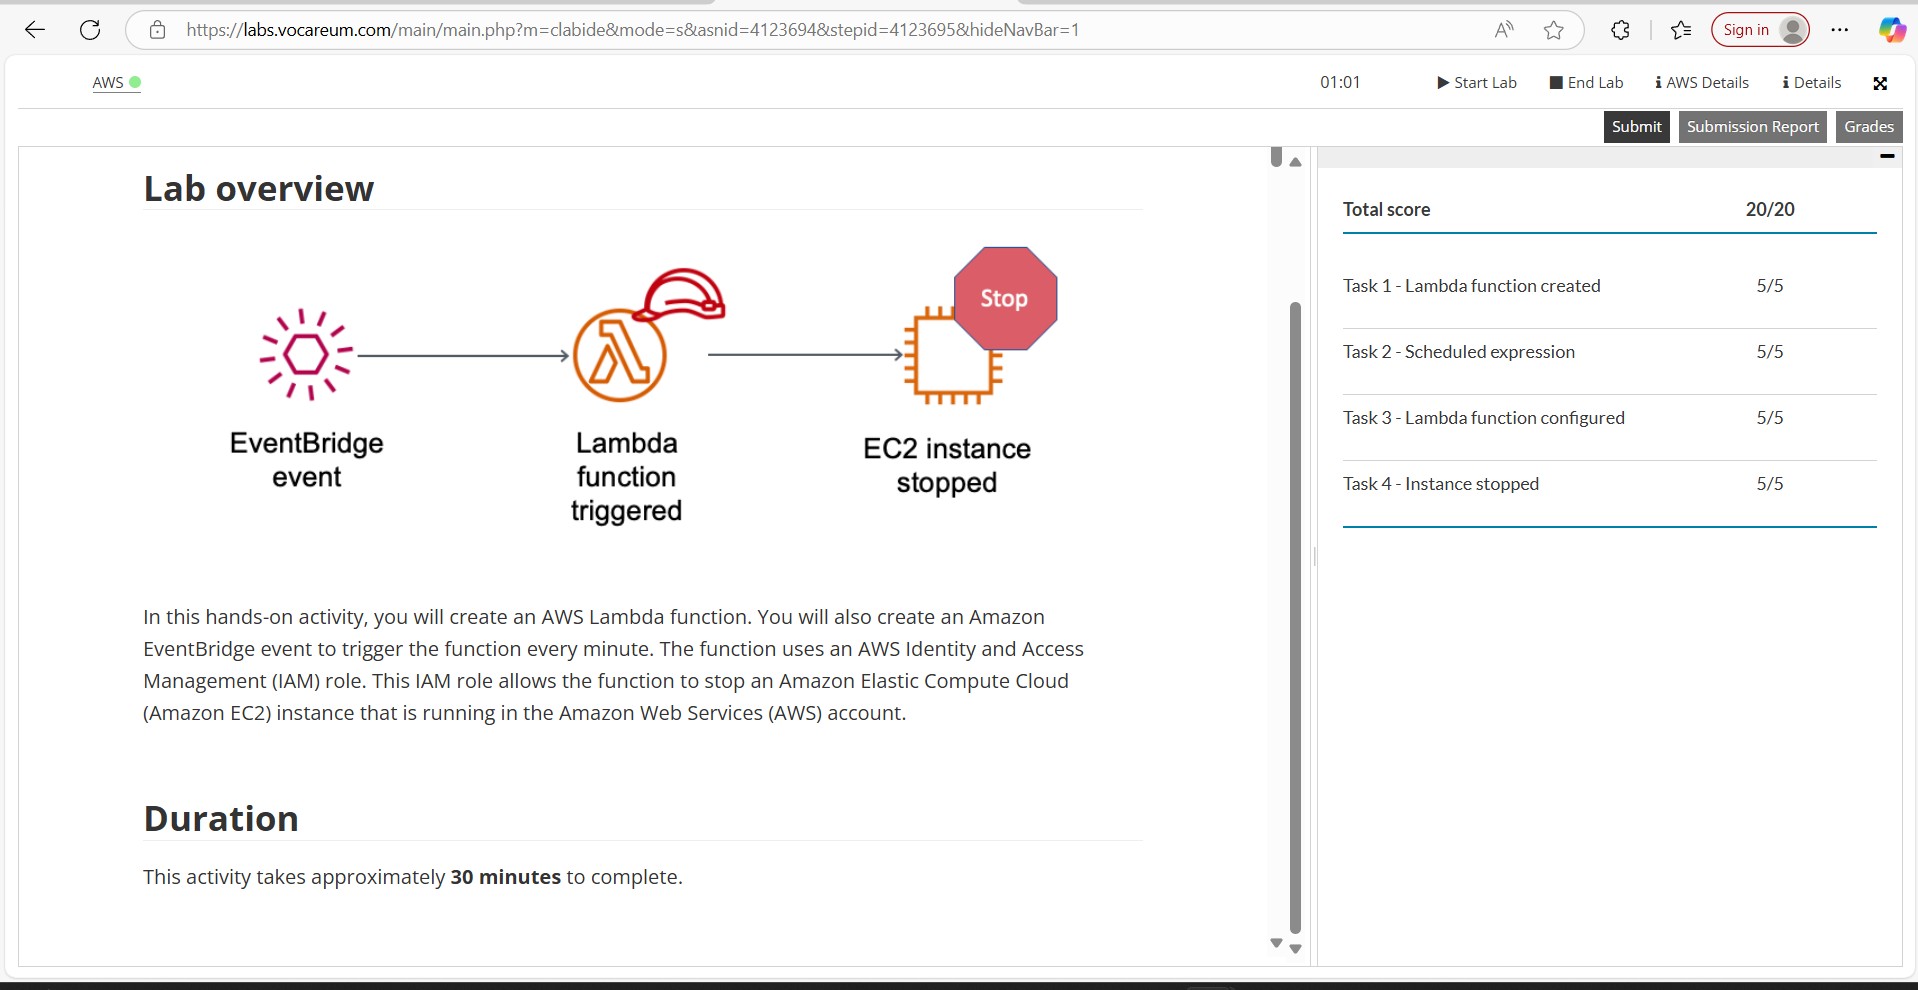 https://labs.vocareum.com/main/main.php?m=clabide&mode=s&asnid=4123694&stepid=4123695&hideNavBar=1
Sign in
AWS
01:01
Start Lab
End Lab
AWS Details
Details
Submit
Submission Report
Grades
Lab overview
Stop
EventBridge
event
Lambda
function
triggered
EC2 instance
stopped
In this hands-on activity, you will create an AWS Lambda function. You will also create an Amazon
EventBridge event to trigger the function every minute. The function uses an AWS Identity and Access
Management (IAM) role. This IAM role allows the function to stop an Amazon Elastic Compute Cloud
(Amazon EC2) instance that is running in the Amazon Web Services (AWS) account.
Duration
This activity takes approximately 30 minutes to complete.
Total score 20/20
Task 1 - Lambda function created 5/5
Task 2 - Scheduled expression 5/5
Task 3 - Lambda function configured 5/5
Task 4 - Instance stopped 5/5